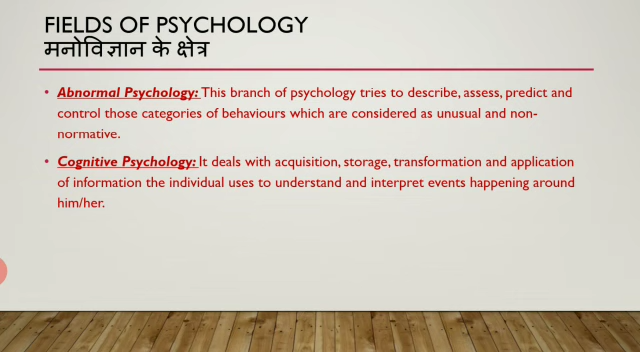 FIELDS OF PSYCHOLOGY
मनोविज्ञान के क्षेत्र
• Abnormal Psychology: This branch of psychology tries to describe, assess, predict and
control those categories of behaviours which are considered as unusual and non-
normative.
• Cognitive Psychology: It deals with acquisition, storage, transformation and application
of information the individual uses to understand and interpret events happening around
him/her.